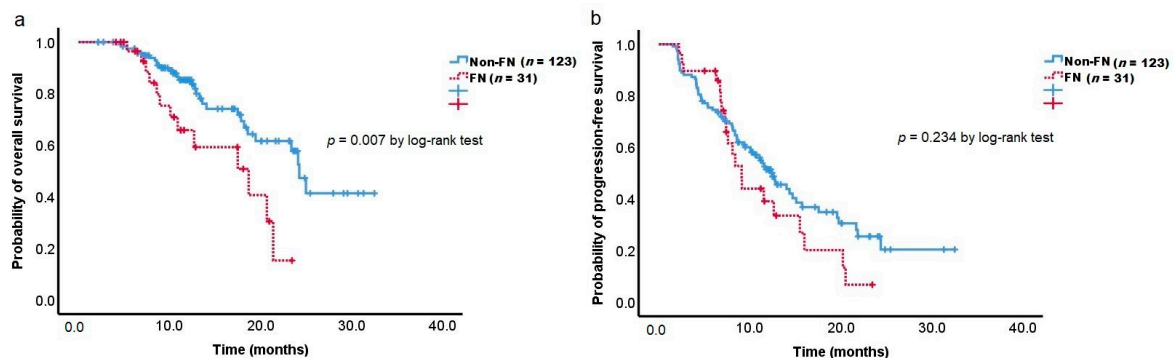 a
Probability of overall survival
1.0
0.8
0.6
0.4
0.2
0.0
Non-FN (n = 123)
FN (n = 31)
p = 0.007 by log-rank test
0.0 10.0 20.0 30.0 40.0
Time (months)
b
Probability of progression-free survival
1.0
0.8
0.6
0.4
0.2
0.0
Non-FN (n = 123)
FN (n = 31)
p = 0.234 by log-rank test
0.0 10.0 20.0 30.0 40.0
Time (months)